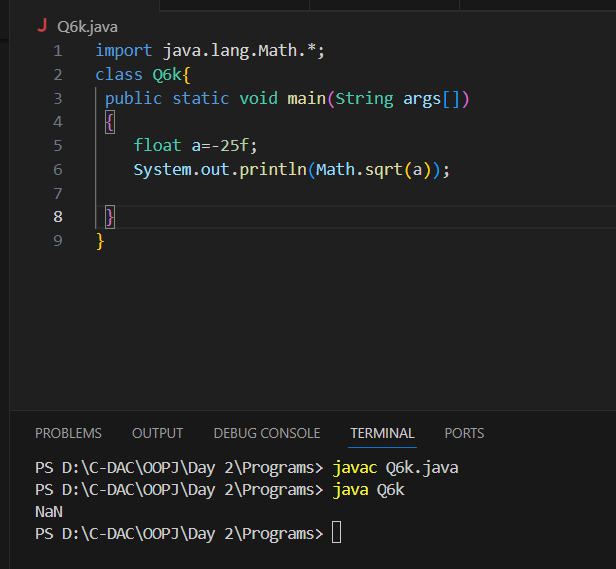 J Q6k.java
1 import java.lang.Math.*;
2 class Q6k{
3 public static void main(String args[])
4 {
5 float a=-25f;
6 System.out.println(Math.sqrt(a));
7
8 }
9 }
PROBLEMS OUTPUT DEBUG CONSOLE TERMINAL PORTS
PS D:\C-DAC\OOPJ\Day 2\Programs> javac Q6k.java
PS D:\C-DAC\OOPJ\Day 2\Programs> java Q6k
NaN
PS D:\C-DAC\OOPJ\Day 2\Programs>